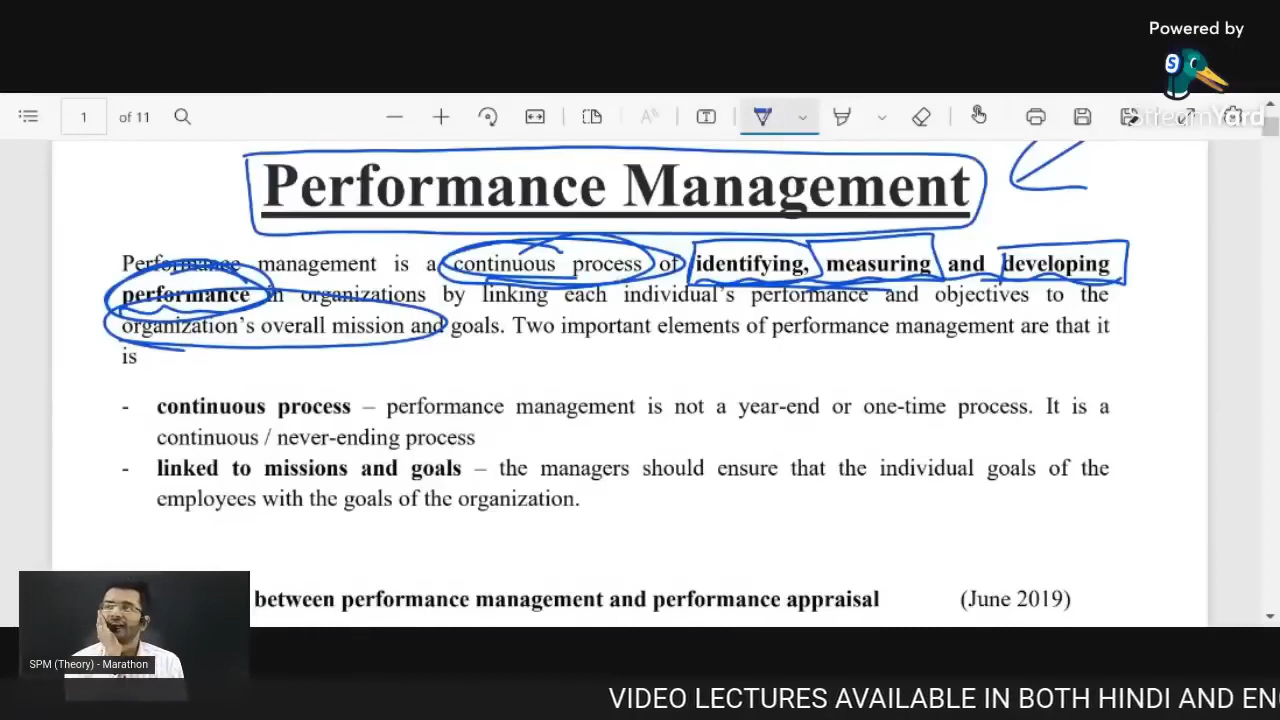 Powered by
S
1 of 11
StreamYard
Performance Management
Performance management is a continuous process of identifying, measuring and developing
performance in organizations by linking each individual's performance and objectives to the
organization's overall mission and goals. Two important elements of performance management are that it
is
- continuous process – performance management is not a year-end or one-time process. It is a
continuous / never-ending process
- linked to missions and goals – the managers should ensure that the individual goals of the
employees with the goals of the organization.
between performance management and performance appraisal (June 2019)
SPM (Theory) - Marathon
VIDEO LECTURES AVAILABLE IN BOTH HINDI AND EN